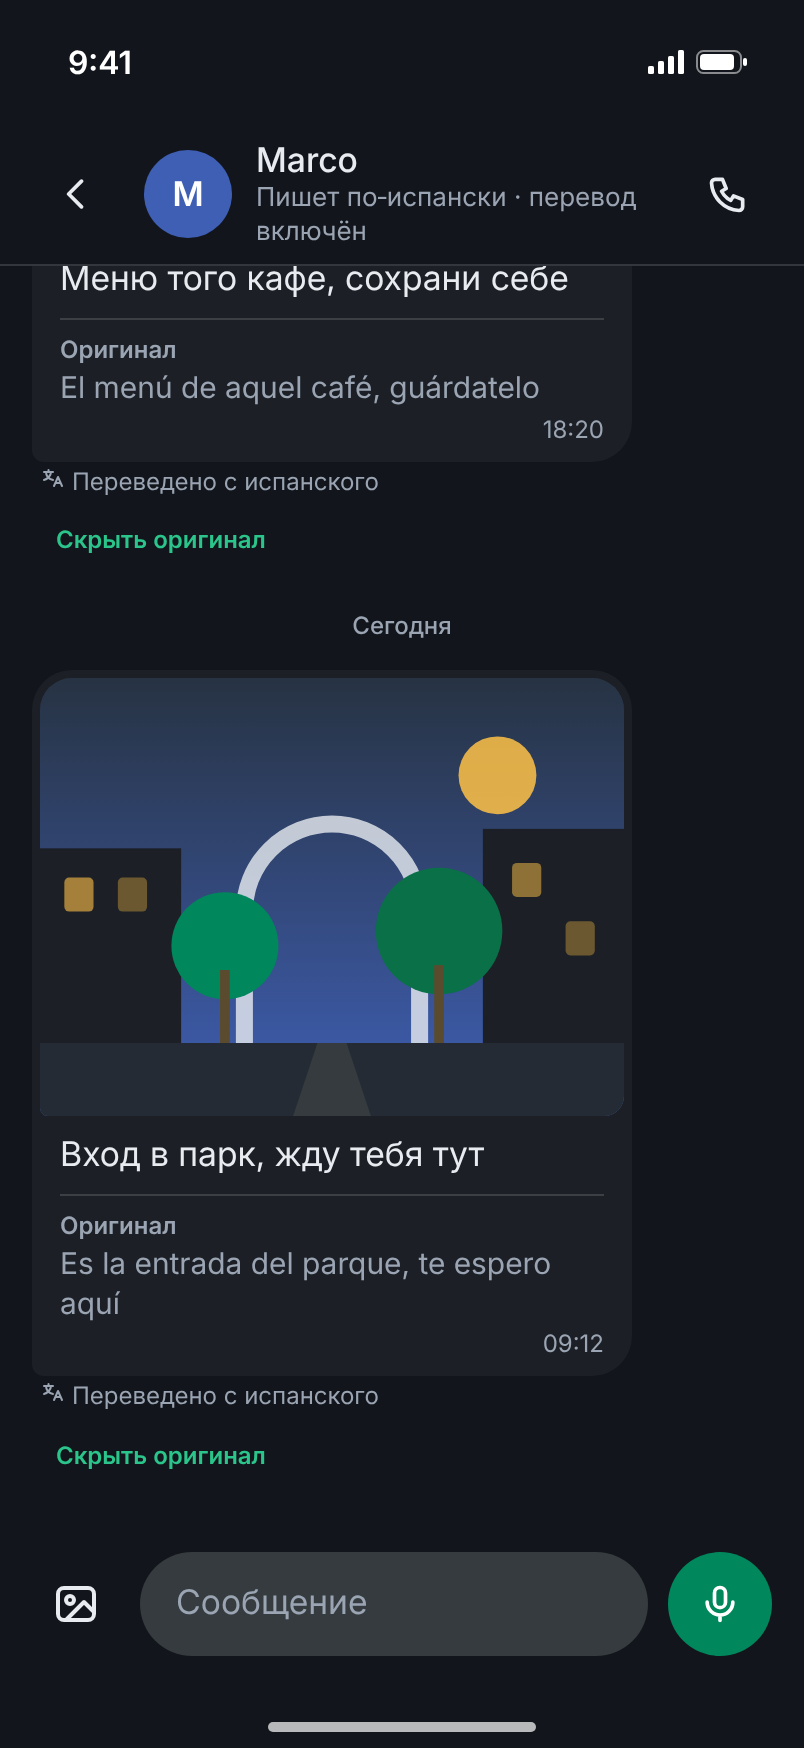 9:41
M
Marco
Пишет по-испански · перевод
включён
Меню того кафе, сохрани себе
Оригинал
El menú de aquel café, guárdatelo
18:20
Переведено с испанского
Скрыть оригинал
Сегодня
Вход в парк, жду тебя тут
Оригинал
Es la entrada del parque, te espero
aquí
09:12
Переведено с испанского
Скрыть оригинал
Сообщение